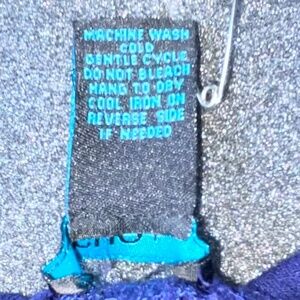 MACHINE WASH
COLD
GENTLE CYCLE
DO NOT BLEACH
HANG TO DRY
COOL IRON ON
REVERSE SIDE
IF NEEDED